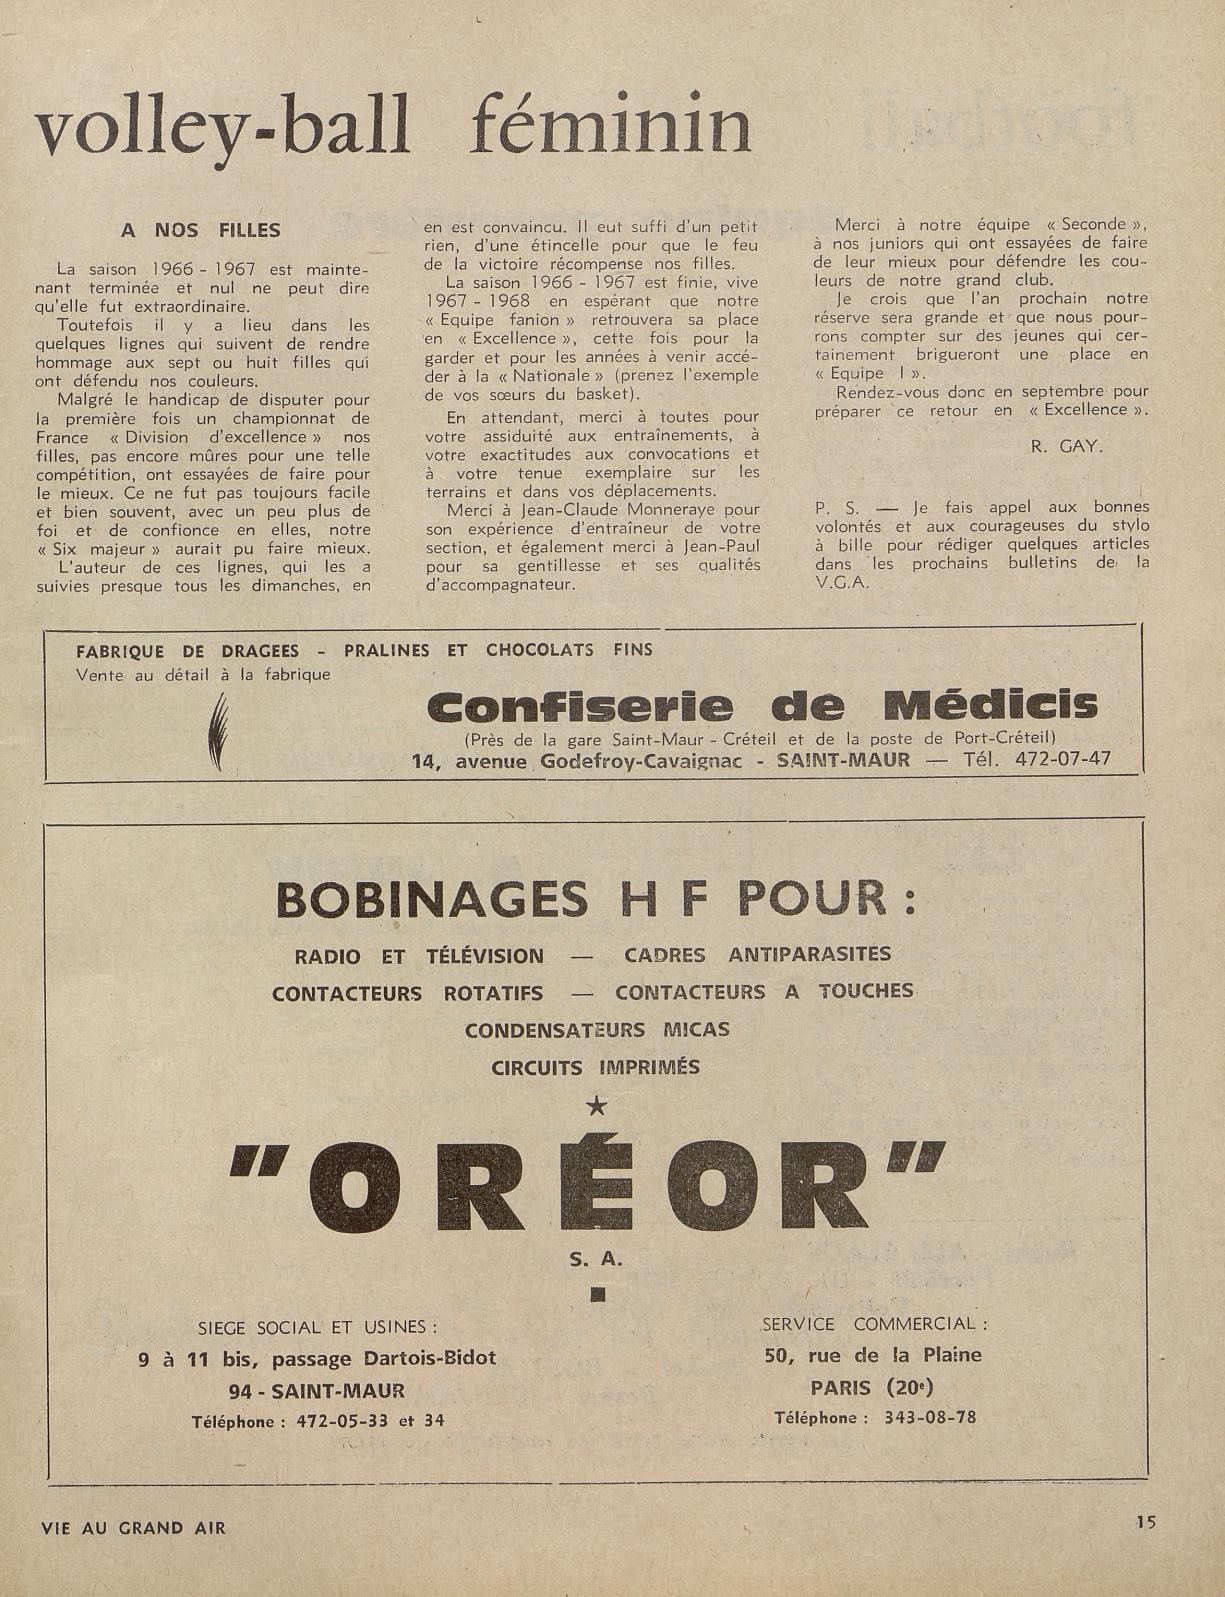 volley-ball féminin
A NOS FILLES
La saison 1966 - 1967 est mainte-
nant terminée et nul ne peut dire
qu'elle fut extraordinaire.
Toutefois il y a lieu dans les
quelques lignes qui suivent de rendre
hommage aux sept ou huit filles qui
ont défendu nos couleurs.
Malgré le handicap de disputer pour
la première fois un championnat de
France « Division d'excellence » nos
filles, pas encore mûres pour une telle
compétition, ont essayées de faire pour
le mieux. Ce ne fut pas toujours facile
et bien souvent, avec un peu plus de
foi et de confionce en elles, notre
« Six majeur » aurait pu faire mieux.
L'auteur de ces lignes, qui les a
suivies presque tous les dimanches, en
en est convaincu. Il eut suffi d'un petit
rien, d'une étincelle pour que le feu
de la victoire récompense nos filles.
La saison 1966 - 1967 est finie, vive
1967 - 1968 en espérant que notre
« Equipe fanion » retrouvera sa place
en « Excellence », cette fois pour la
garder et pour les années à venir accé-
der à la « Nationale » (prenez l'exemple
de vos sœurs du basket).
En attendant, merci à toutes pour
votre assiduité aux entraînements, à
votre exactitudes aux convocations et
à votre tenue exemplaire sur les
terrains et dans vos déplacements.
Merci à Jean-Claude Monneraye pour
son expérience d'entraîneur de votre
section, et également merci à Jean-Paul
pour sa gentillesse et ses qualités
d'accompagnateur.
Merci à notre équipe « Seconde »,
à nos juniors qui ont essayées de faire
de leur mieux pour défendre les cou-
leurs de notre grand club.
Je crois que l'an prochain notre
réserve sera grande et que nous pour-
rons compter sur des jeunes qui cer-
tainement brigueront une place en
« Equipe I ».
Rendez-vous donc en septembre pour
préparer ce retour en « Excellence ».
R. GAY.
P. S. — Je fais appel aux bonnes
volontés et aux courageuses du stylo
à bille pour rédiger quelques articles
dans les prochains bulletins de la
V.G.A.
FABRIQUE DE DRAGEES - PRALINES ET CHOCOLATS FINS
Vente au détail à la fabrique
Confiserie de Médicis
(Près de la gare Saint-Maur - Créteil et de la poste de Port-Créteil)
14, avenue Godefroy-Cavaignac - SAINT-MAUR — Tél. 472-07-47
BOBINAGES H F POUR :
RADIO ET TÉLÉVISION — CADRES ANTIPARASITES
CONTACTEURS ROTATIFS — CONTACTEURS A TOUCHES
CONDENSATEURS MICAS
CIRCUITS IMPRIMÉS
"ORÉOR"
S. A.
SIEGE SOCIAL ET USINES :
9 à 11 bis, passage Dartois-Bidot
94 - SAINT-MAUR
Téléphone : 472-05-33 et 34
SERVICE COMMERCIAL :
50, rue de la Plaine
PARIS (20e)
Téléphone : 343-08-78
VIE AU GRAND AIR
15